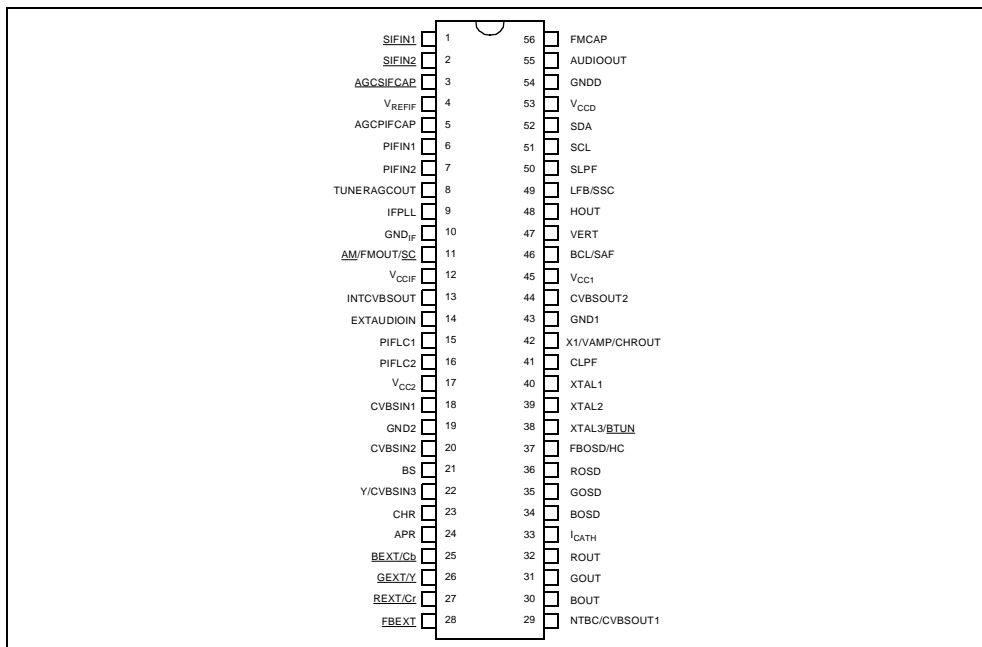 SIFIN1 1 56 FMCAP
SIFIN2 2 55 AUDIOOUT
AGCSIFCAP 3 54 GNDD
VREFIF 4 53 VCCD
AGCPIFCAP 5 52 SDA
PIFIN1 6 51 SCL
PIFIN2 7 50 SLPF
TUNERAGCOUT 8 49 LFB/SSC
IFPLL 9 48 HOUT
GNDIF 10 47 VERT
AM/FMOUT/SC 11 46 BCL/SAF
VCCIF 12 45 VCC1
INTCVBSOUT 13 44 CVBSOUT2
EXTAUDIOIN 14 43 GND1
PIFLC1 15 42 X1/VAMP/CHROUT
PIFLC2 16 41 CLPF
VCC2 17 40 XTAL1
CVBSIN1 18 39 XTAL2
GND2 19 38 XTAL3/BTUN
CVBSIN2 20 37 FBOSD/HC
BS 21 36 ROSD
Y/CVBSIN3 22 35 GOSD
CHR 23 34 BOSD
APR 24 33 ICATH
BEXT/Cb 25 32 ROUT
GEXT/Y 26 31 GOUT
REXT/Cr 27 30 BOUT
FBEXT 28 29 NTBC/CVBSOUT1